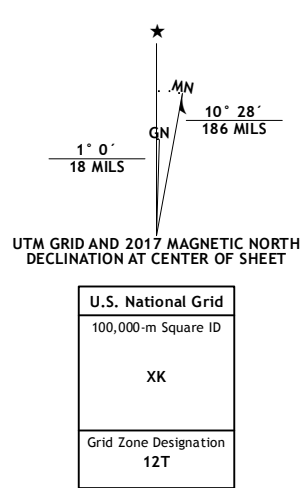 ★
MN
GN
10° 28´
186 MILS
1° 0´
18 MILS
UTM GRID AND 2017 MAGNETIC NORTH
DECLINATION AT CENTER OF SHEET
U.S. National Grid
100,000-m Square ID
XK
Grid Zone Designation
12T